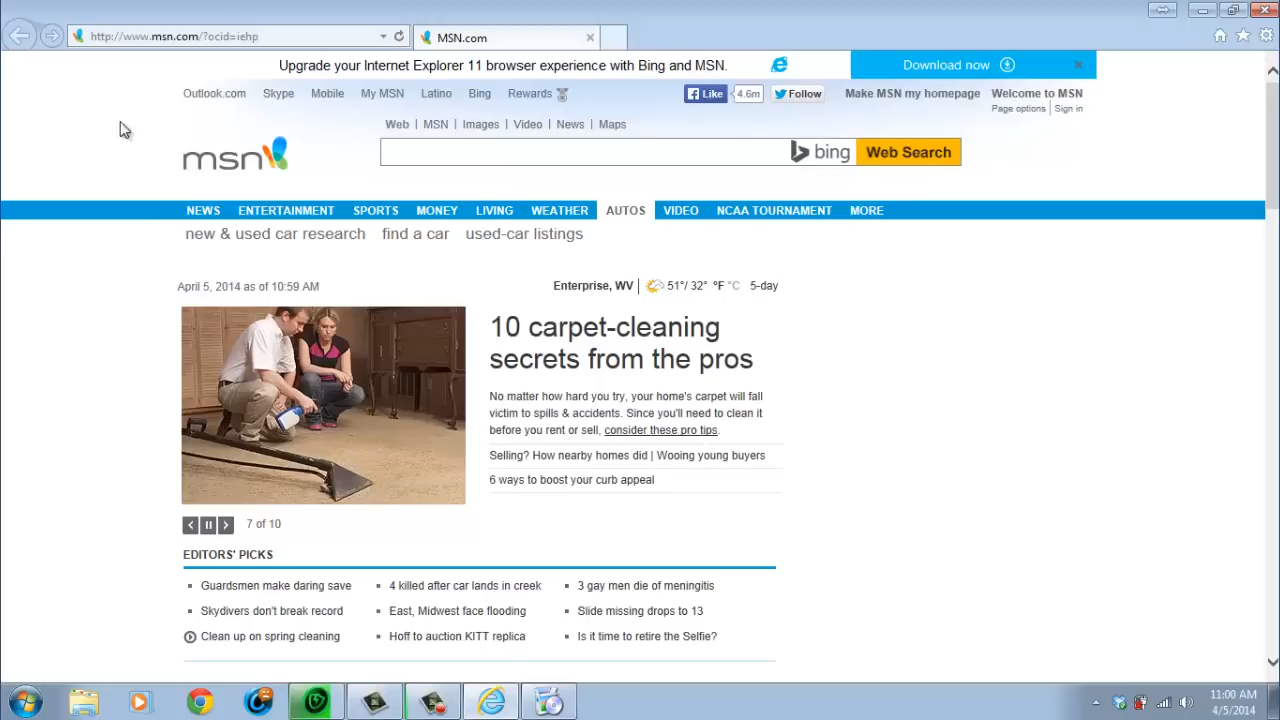 http://www.msn.com/?ocid=iehp
MSN.com
Upgrade your Internet Explorer 11 browser experience with Bing and MSN.
Download now
Outlook.com Skype Mobile My MSN Latino Bing Rewards
Like 4.6m Follow
Make MSN my homepage
Welcome to MSN
Page options | Sign in
Web | MSN | Images | Video | News | Maps
msn
bing Web Search
NEWS ENTERTAINMENT SPORTS MONEY LIVING WEATHER AUTOS VIDEO NCAA TOURNAMENT MORE
new & used car research find a car used-car listings
April 5, 2014 as of 10:59 AM
Enterprise, WV | 51°/ 32° °F °C 5-day
10 carpet-cleaning
secrets from the pros
No matter how hard you try, your home's carpet will fall
victim to spills & accidents. Since you'll need to clean it
before you rent or sell, consider these pro tips.
Selling? How nearby homes did | Wooing young buyers
6 ways to boost your curb appeal
7 of 10
EDITORS' PICKS
Guardsmen make daring save
4 killed after car lands in creek
3 gay men die of meningitis
Skydivers don't break record
East, Midwest face flooding
Slide missing drops to 13
Clean up on spring cleaning
Hoff to auction KITT replica
Is it time to retire the Selfie?
11:00 AM
4/5/2014